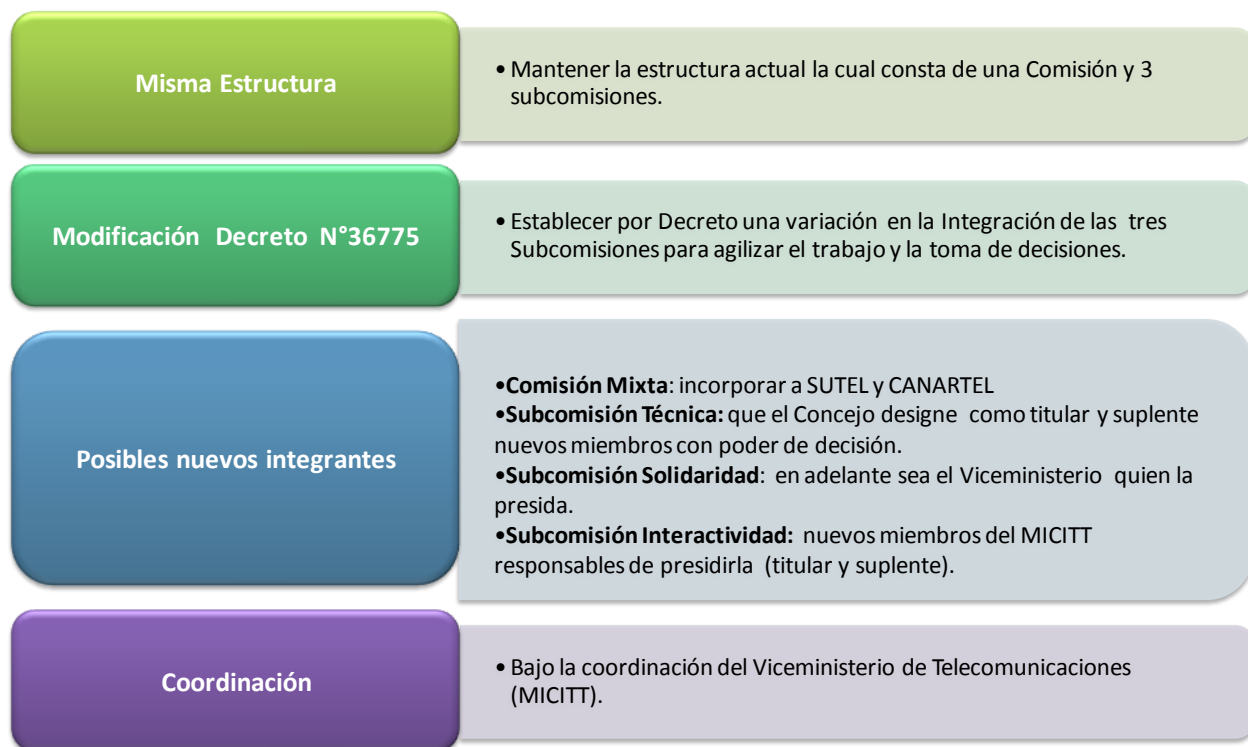 Misma Estructura
• Mantener la estructura actual la cual consta de una Comisión y 3
subcomisiones.
Modificación Decreto N°36775
• Establecer por Decreto una variación en la Integración de las tres
Subcomisiones para agilizar el trabajo y la toma de decisiones.
Posibles nuevos integrantes
•Comisión Mixta: incorporar a SUTEL y CANARTEL
•Subcomisión Técnica: que el Concejo designe como titular y suplente
nuevos miembros con poder de decisión.
•Subcomisión Solidaridad: en adelante sea el Viceministerio quien la
presida.
•Subcomisión Interactividad: nuevos miembros del MICITT
responsables de presidirla (titular y suplente).
Coordinación
• Bajo la coordinación del Viceministerio de Telecomunicaciones
(MICITT).